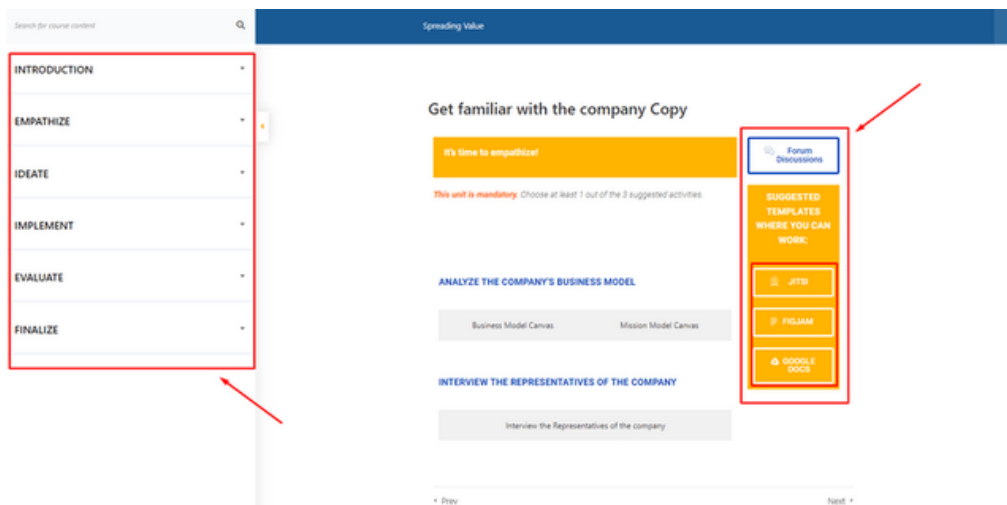 Search for course content
Spreading Value
INTRODUCTION
EMPATHIZE
IDEATE
IMPLEMENT
EVALUATE
FINALIZE
Get familiar with the company Copy
It's time to empathize!
This unit is mandatory. Choose at least 1 out of the 3 suggested activities.
ANALYZE THE COMPANY'S BUSINESS MODEL
Business Model Canvas Mission Model Canvas
INTERVIEW THE REPRESENTATIVES OF THE COMPANY
Interview the Representatives of the company
Forum
Discussions
SUGGESTED
TEMPLATES
WHERE YOU CAN
WORK:
JITSI
FIGJAM
GOOGLE
DOCS
Prev Next